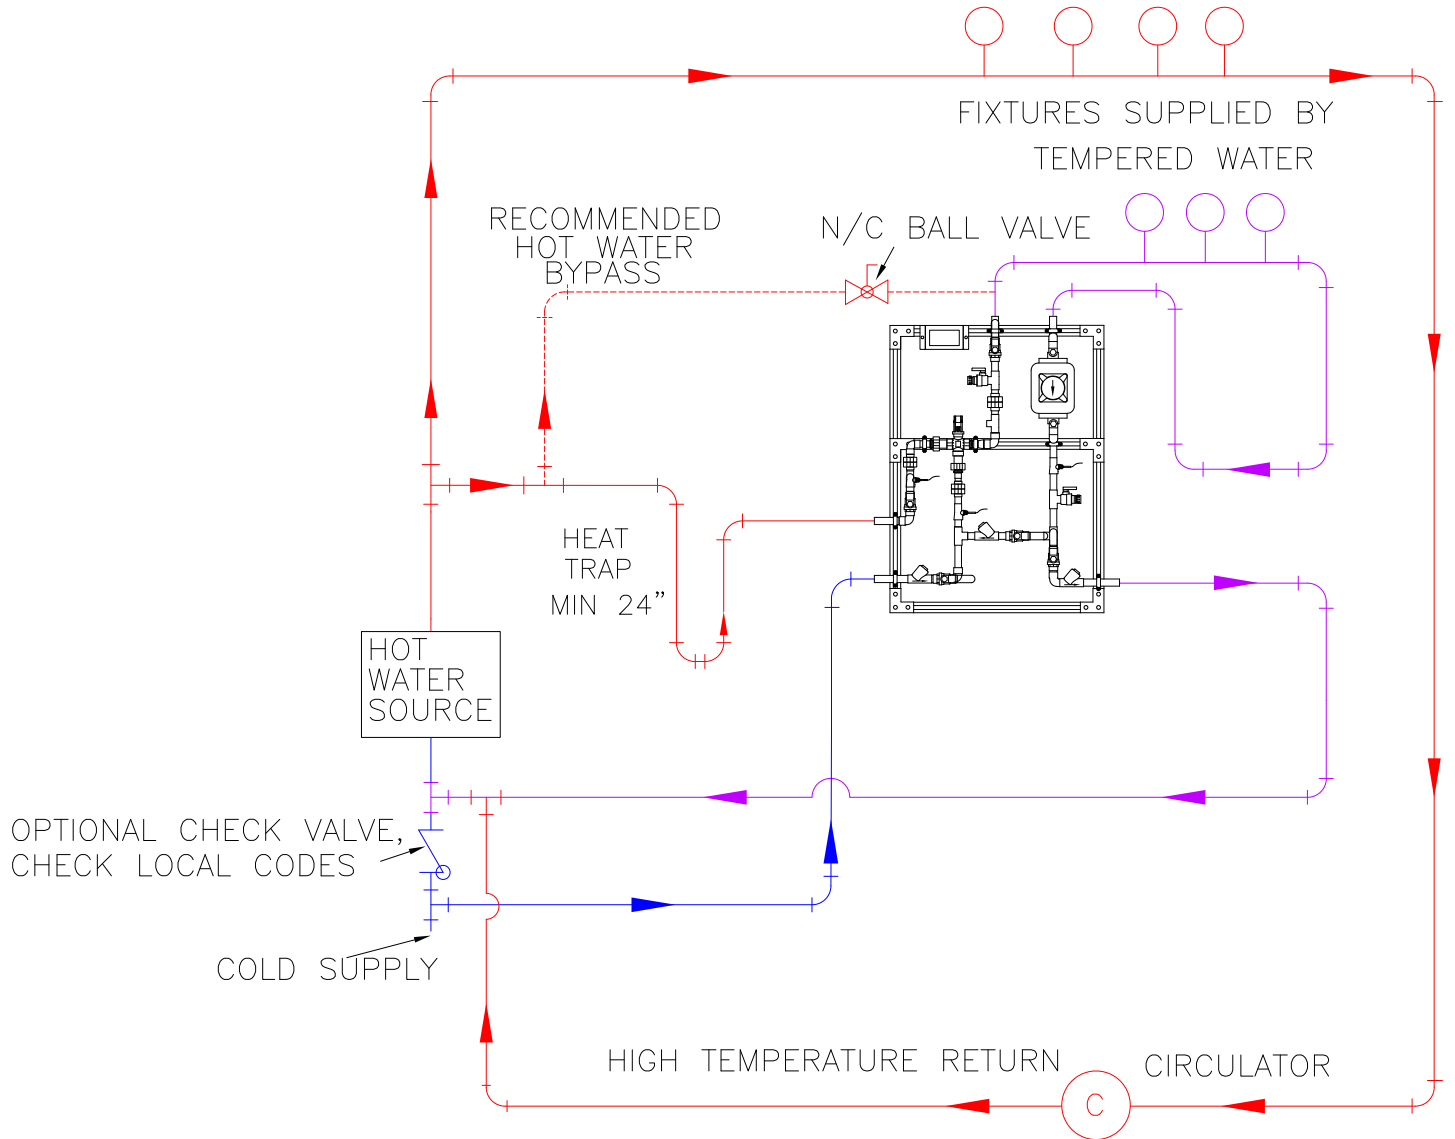 FIXTURES SUPPLIED BY
TEMPERED WATER
RECOMMENDED
HOT WATER
BYPASS
N/C BALL VALVE
HEAT
TRAP
MIN 24”
HOT
WATER
SOURCE
OPTIONAL CHECK VALVE,
CHECK LOCAL CODES
COLD SUPPLY
HIGH TEMPERATURE RETURN
CIRCULATOR
C